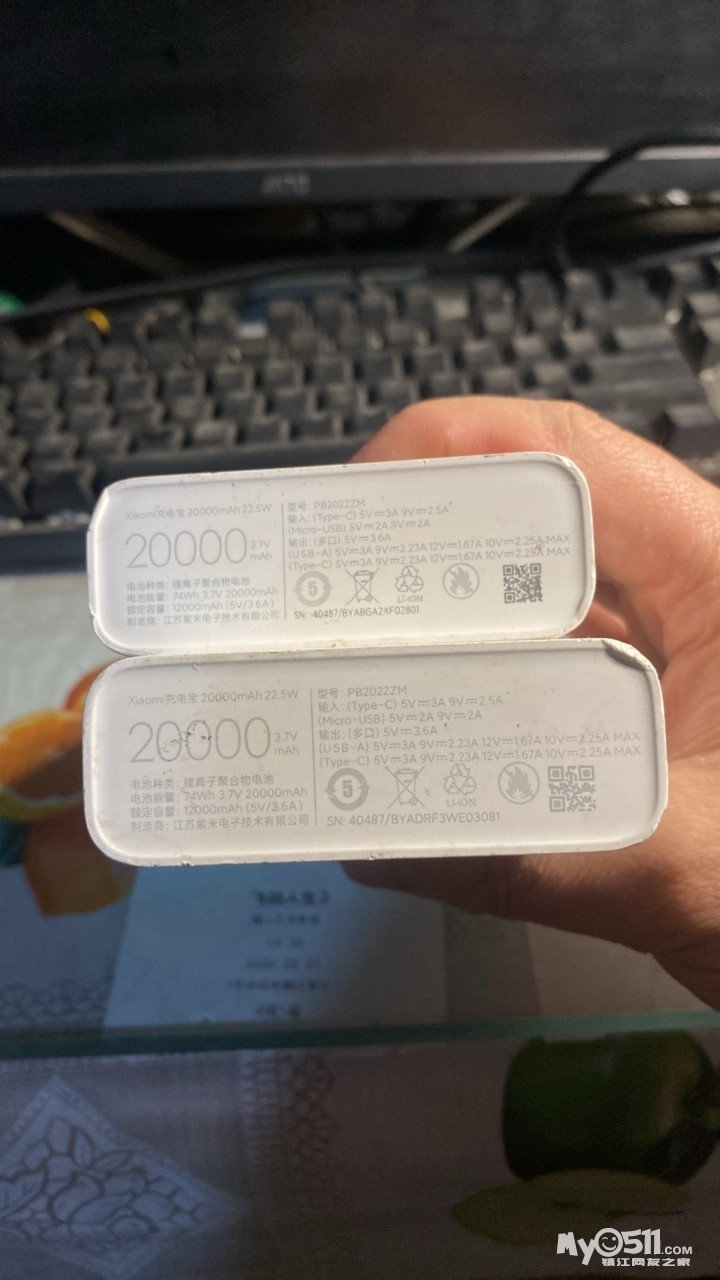 Xiaomi充电宝 20000mAh 22.5W
20000 3.7V mAh
电池种类: 锂离子聚合物电池
电池能量: 74Wh 3.7V 20000mAh
额定容量: 12000mAh (5V/3.6A)
制造商: 江苏紫米电子技术有限公司
型号: PB2022ZM
输入: (Type-C) 5V⎓3A 9V⎓2.5A
(Micro-USB) 5V⎓2A 9V⎓2A
输出: (多口) 5V⎓3.6A
(USB-A) 5V⎓3A 9V⎓2.23A 12V⎓1.67A 10V⎓2.25A MAX
(Type-C) 5V⎓3A 9V⎓2.23A 12V⎓1.67A 10V⎓2.25A MAX
5
LI-ION
SN: 40487/BYABGA2XF02801
Xiaomi充电宝 20000mAh 22.5W
20000 3.7V mAh
电池种类: 锂离子聚合物电池
电池能量: 74Wh 3.7V 20000mAh
额定容量: 12000mAh (5V/3.6A)
制造商: 江苏紫米电子技术有限公司
型号: PB2022ZM
输入: (Type-C) 5V⎓3A 9V⎓2.5A
(Micro-USB) 5V⎓2A 9V⎓2A
输出: (多口) 5V⎓3.6A
(USB-A) 5V⎓3A 9V⎓2.23A 12V⎓1.67A 10V⎓2.25A MAX
(Type-C) 5V⎓3A 9V⎓2.23A 12V⎓1.67A 10V⎓2.25A MAX
5
LI-ION
SN: 40487/BYADRF3WE03081
My0511.COM
镇江网友之家